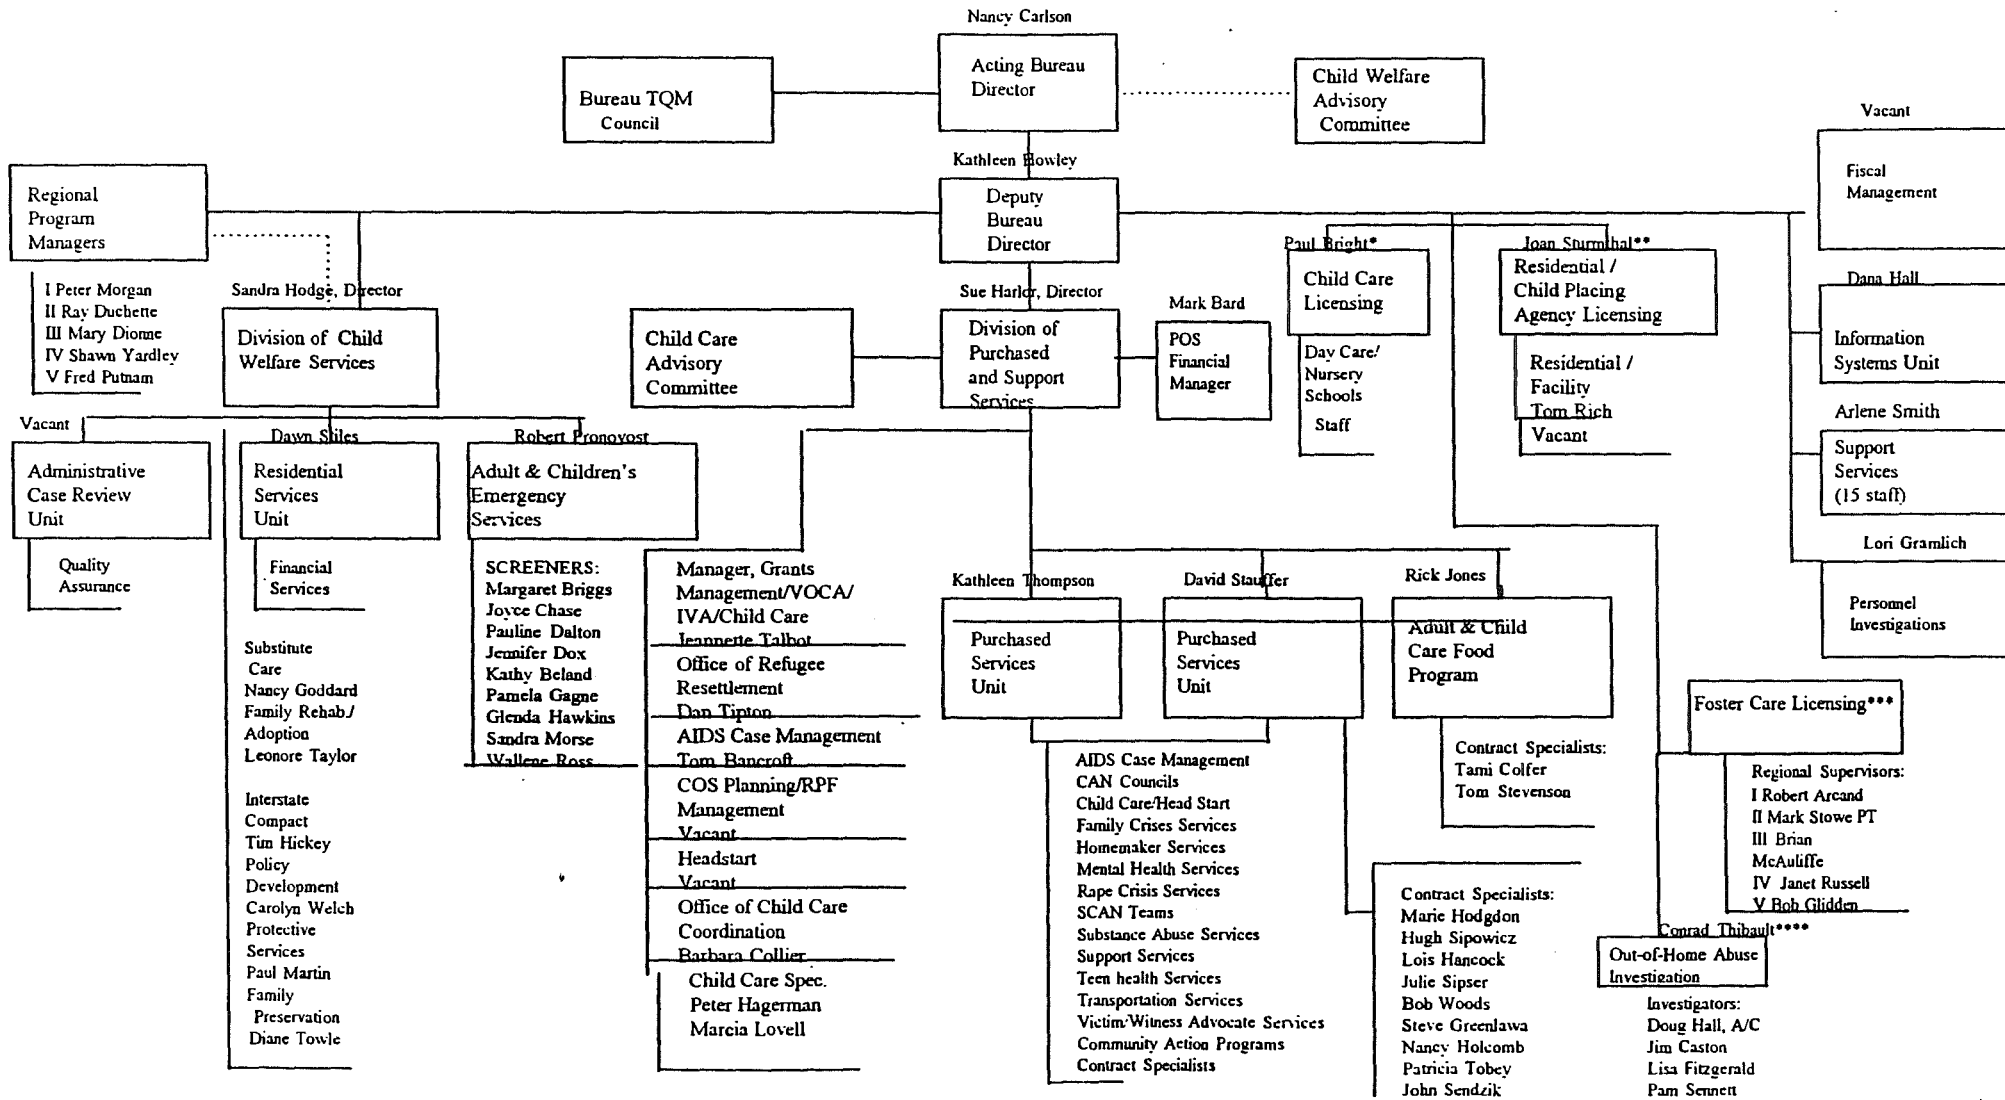 Nancy Carlson
Acting Bureau
Director
Bureau TQM
Council
Child Welfare
Advisory
Committee
Vacant
Fiscal
Management
Kathleen Howley
Deputy
Bureau
Director
Regional
Program
Managers
I Peter Morgan
II Ray Duchette
III Mary Dionne
IV Shawn Yardley
V Fred Putnam
Sandra Hodge, Director
Division of Child
Welfare Services
Child Care
Advisory
Committee
Sue Harlor, Director
Division of
Purchased
and Support
Services
Mark Bard
POS
Financial
Manager
Paul Bright*
Child Care
Licensing
Day Care/
Nursery
Schools
Staff
Joan Sturmthal**
Residential /
Child Placing
Agency Licensing
Residential /
Facility
Tom Rich
Vacant
Dana Hall
Information
Systems Unit
Arlene Smith
Support
Services
(15 staff)
Lori Gramlich
Personnel
Investigations
Vacant
Administrative
Case Review
Unit
Quality
Assurance
Dawn Stiles
Residential
Services
Unit
Financial
Services
Substitute
Care
Nancy Goddard
Family Rehab./
Adoption
Leonore Taylor
Interstate
Compact
Tim Hickey
Policy
Development
Carolyn Welch
Protective
Services
Paul Martin
Family
Preservation
Diane Towle
Robert Pronovost
Adult & Children's
Emergency
Services
SCREENERS:
Margaret Briggs
Joyce Chase
Pauline Dalton
Jennifer Dox
Kathy Beland
Pamela Gagne
Glenda Hawkins
Sandra Morse
Wallene Ross
Manager, Grants
Management/VOCA/
IVA/Child Care
Jeannette Talbot
Office of Refugee
Resettlement
Dan Tipton
AIDS Case Management
Tom Bancroft
COS Planning/RPF
Management
Vacant
Headstart
Vacant
Office of Child Care
Coordination
Barbara Collier
Child Care Spec.
Peter Hagerman
Marcia Lovell
Kathleen Thompson
Purchased
Services
Unit
David Stauffer
Purchased
Services
Unit
AIDS Case Management
CAN Councils
Child Care/Head Start
Family Crises Services
Homemaker Services
Mental Health Services
Rape Crisis Services
SCAN Teams
Substance Abuse Services
Support Services
Teen health Services
Transportation Services
Victim/Witness Advocate Services
Community Action Programs
Contract Specialists
Rick Jones
Adult & Child
Care Food
Program
Contract Specialists:
Tami Colfer
Tom Stevenson
Contract Specialists:
Marie Hodgdon
Hugh Sipowicz
Lois Hancock
Julie Sipser
Bob Woods
Steve Greenlawa
Nancy Holcomb
Patricia Tobey
John Sendzik
Foster Care Licensing***
Regional Supervisors:
I Robert Arcand
II Mark Stowe PT
III Brian
McAuliffe
IV Janet Russell
V Bob Glidden
Conrad Thibault****
Out-of-Home Abuse
Investigation
Investigators:
Doug Hall, A/C
Jim Caston
Lisa Fitzgerald
Pam Sennett